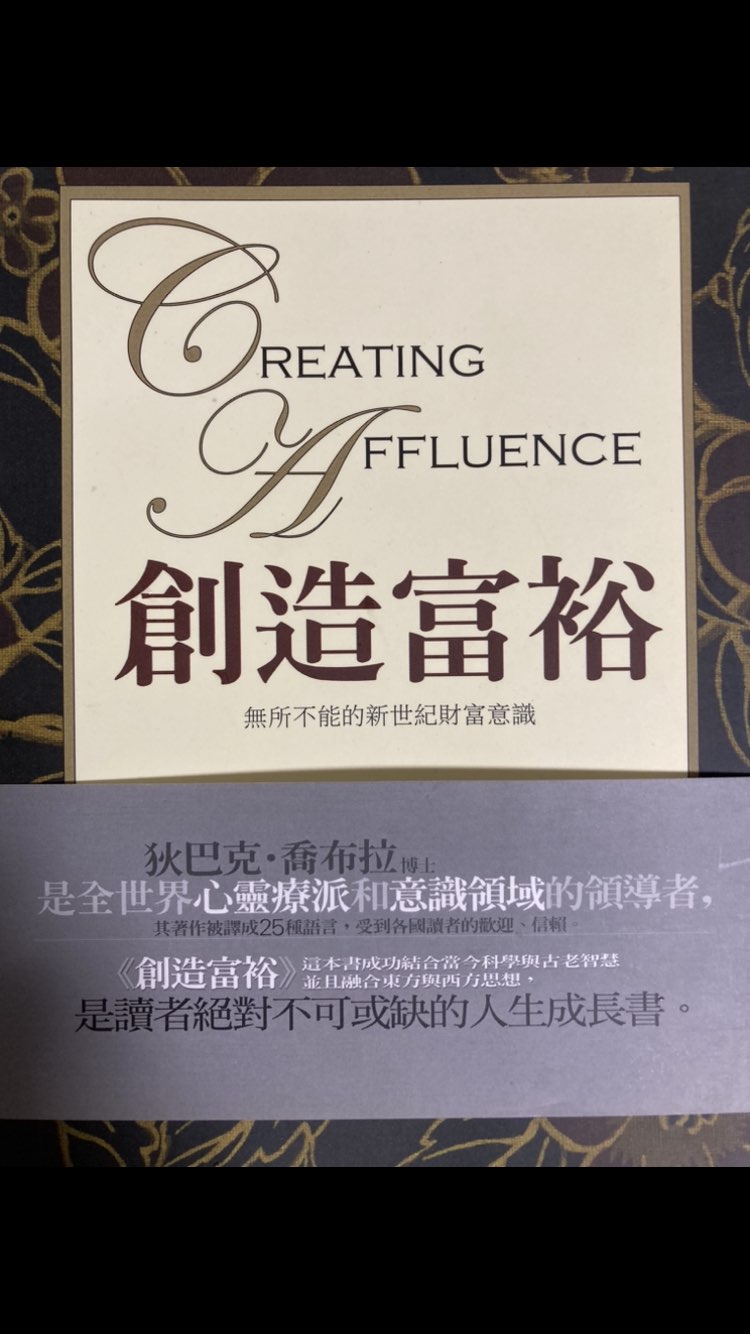 CREATING
AFFLUENCE
創造富裕
無所不能的新世紀財富意識
狄巴克·喬布拉博士
是全世界心靈療派和意識領域的領導者，
其著作被譯成25種語言，受到各國讀者的歡迎、信賴。
《創造富裕》這本書成功結合當今科學與古老智慧
並且融合東方與西方思想，
是讀者絕對不可或缺的人生成長書。